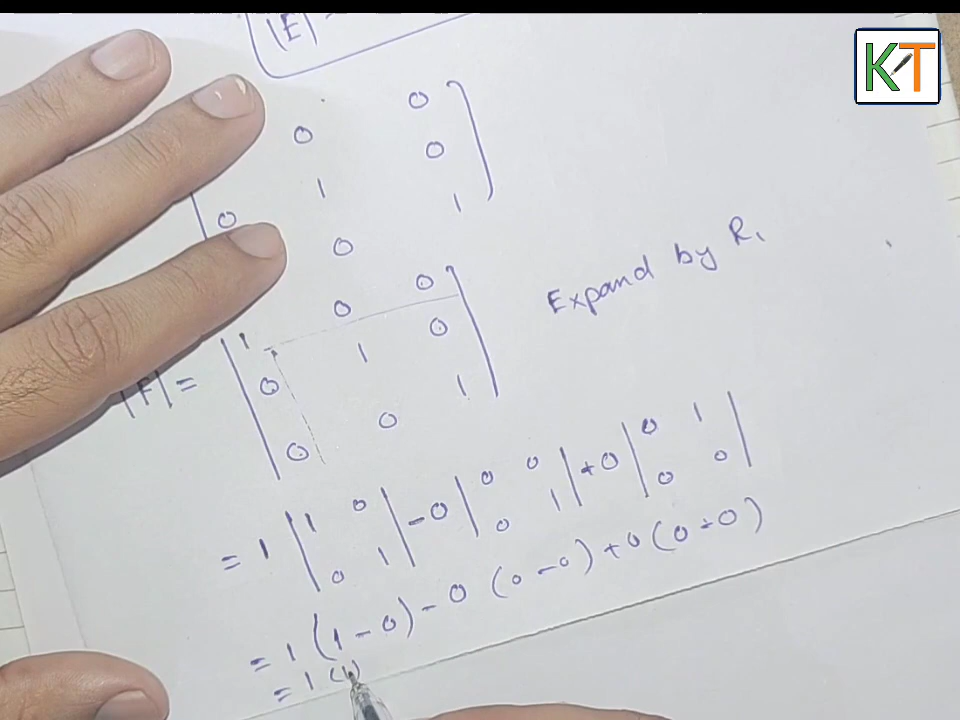 |E|
KT
0 0
1 0
0 0 1
Expand by R₁
|F| = | 1 0 0 |
0 1 0
0 0 1
= 1 | 1 0 | - 0 | 0 0 | + 0 | 0 1 |
0 1 0 1 0 0
= 1 (1 - 0) - 0 (0 - 0) + 0 (0 - 0)
= 1 (1)